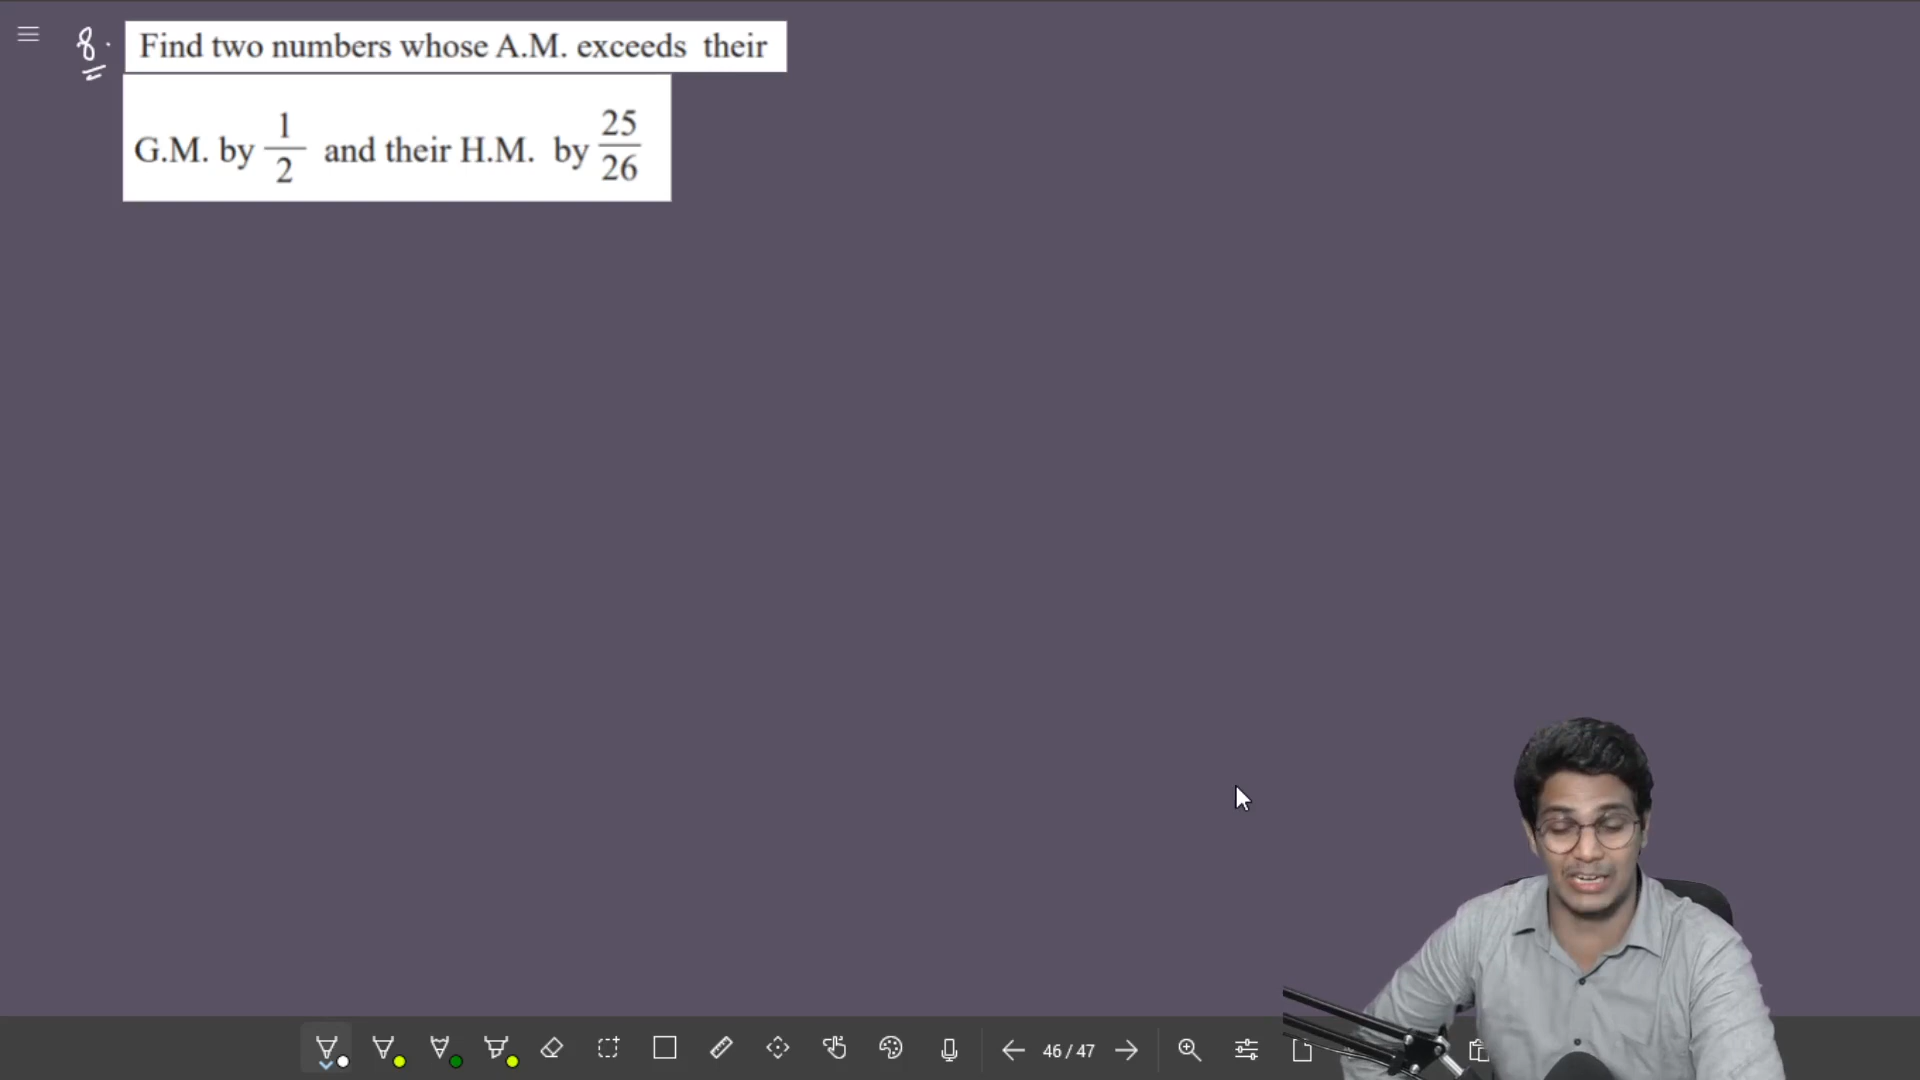 8. Find two numbers whose A.M. exceeds their
G.M. by 1/2 and their H.M. by 25/26
46 / 47